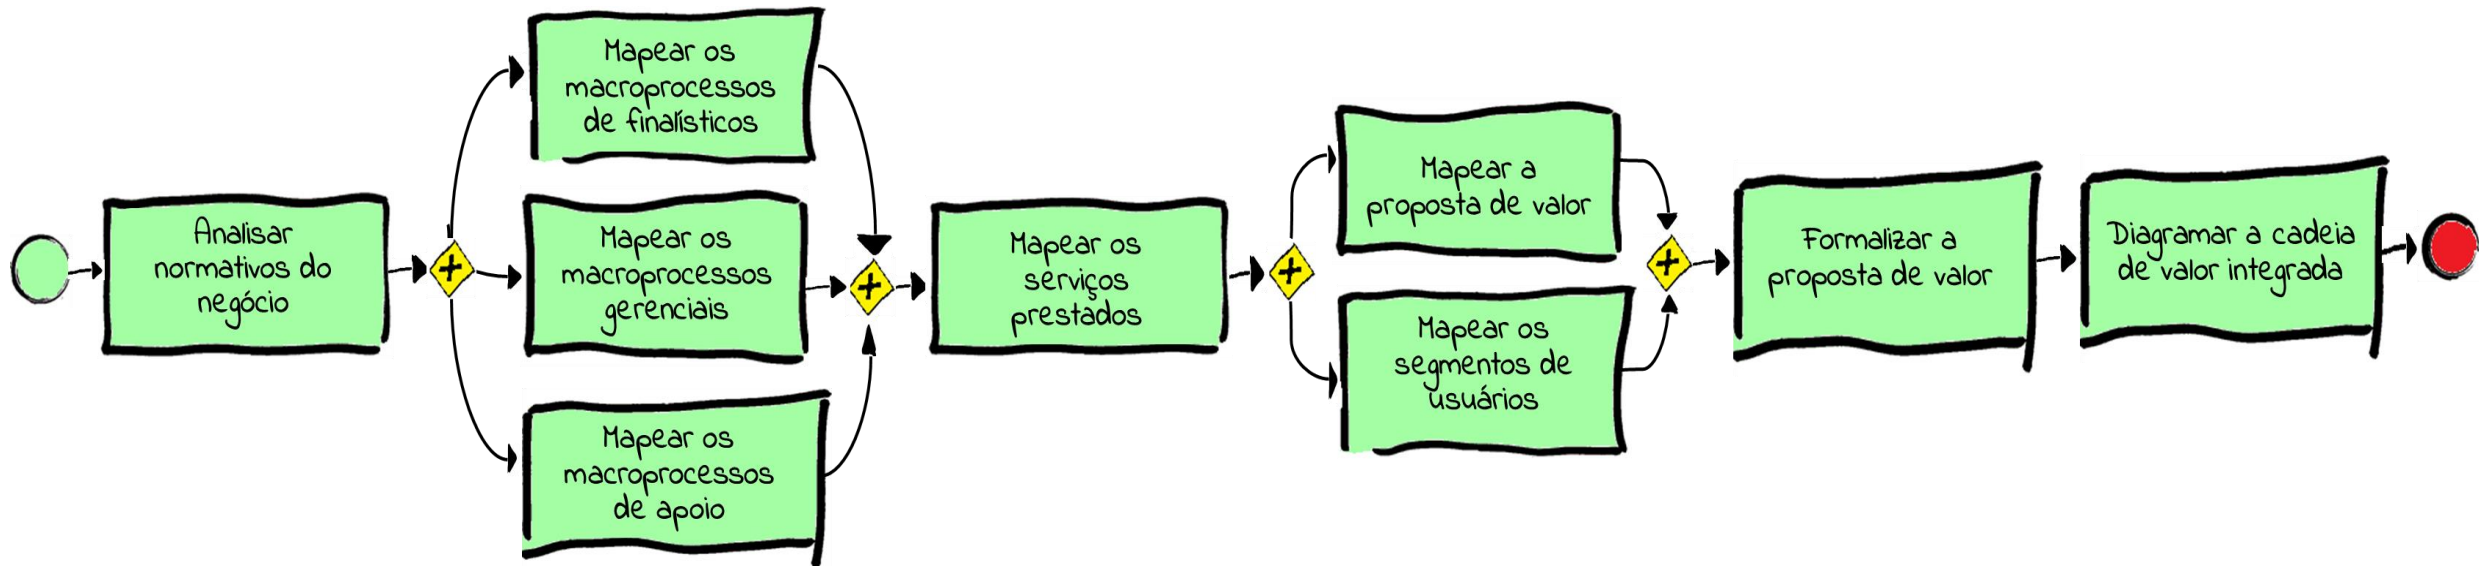 Analisar
normativos do
negócio
Mapear os
macroprocessos
de finalísticos
Mapear os
macroprocessos
gerenciais
Mapear os
macroprocessos
de apoio
Mapear os
serviços
prestados
Mapear a
proposta de valor
Mapear os
segmentos de
usuários
Formalizar a
proposta de valor
Diagramar a cadeia
de valor integrada